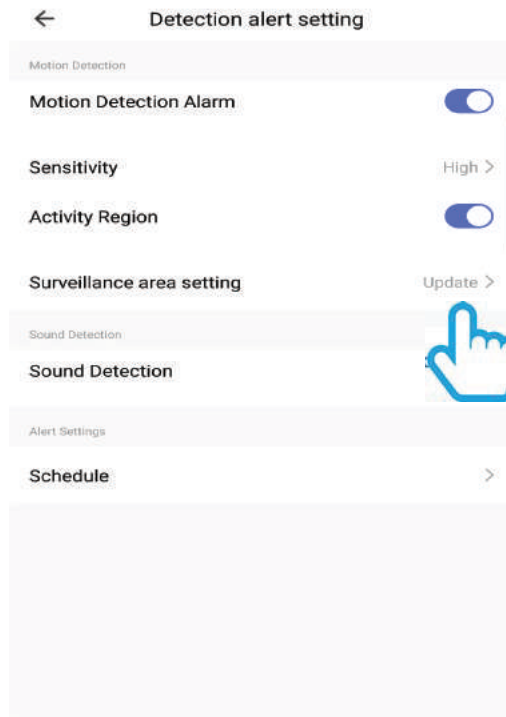 Detection alert setting
Motion Detection
Motion Detection Alarm
Sensitivity High >
Activity Region
Surveillance area setting Update >
Sound Detection
Sound Detection
Alert Settings
Schedule >